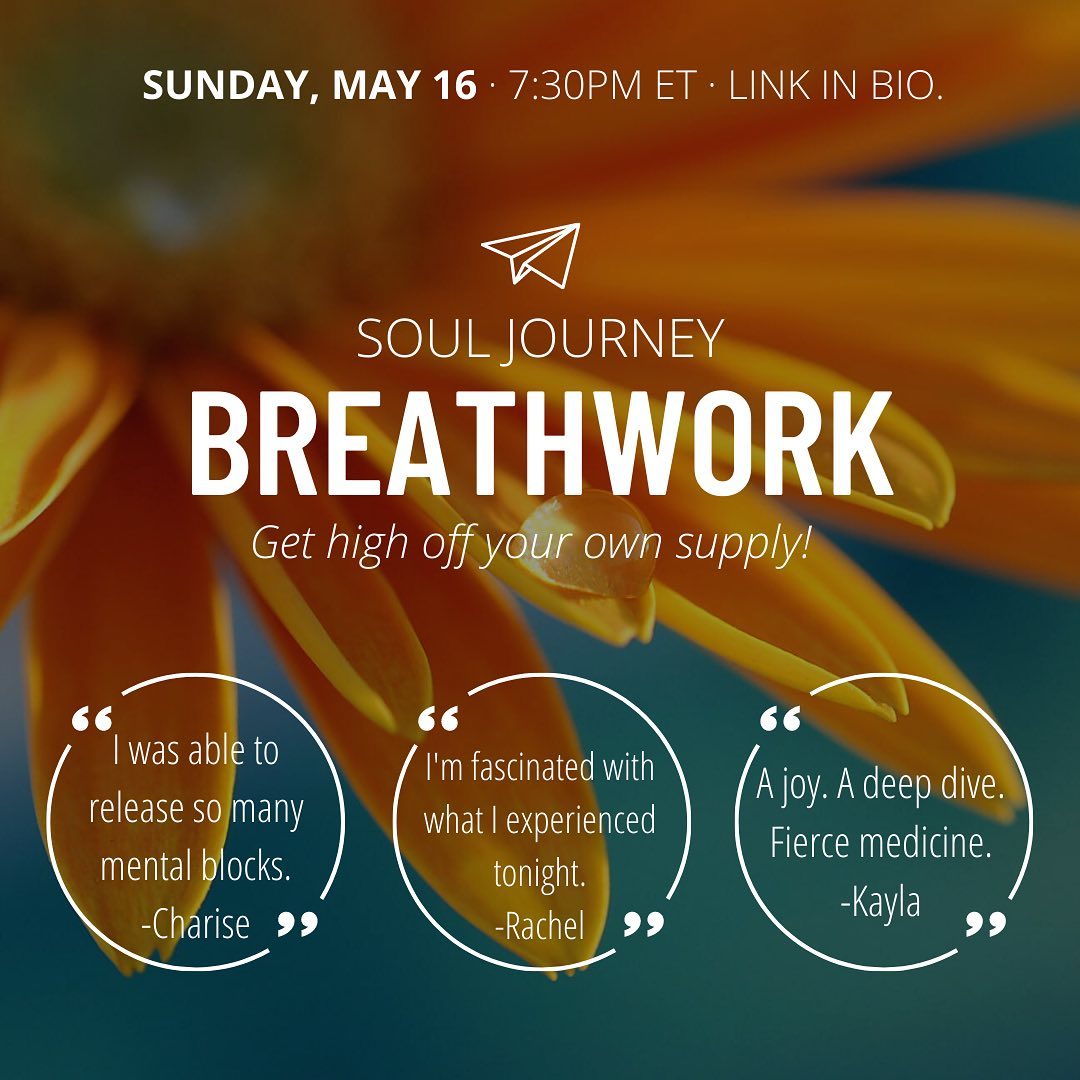 SUNDAY, MAY 16 · 7:30PM ET · LINK IN BIO.
SOUL JOURNEY
BREATHWORK
Get high off your own supply!
“I was able to
release so many
mental blocks.
-Charise ”
“
I'm fascinated with
what I experienced
tonight.
-Rachel ”
“
A joy. A deep dive.
Fierce medicine.
-Kayla
”